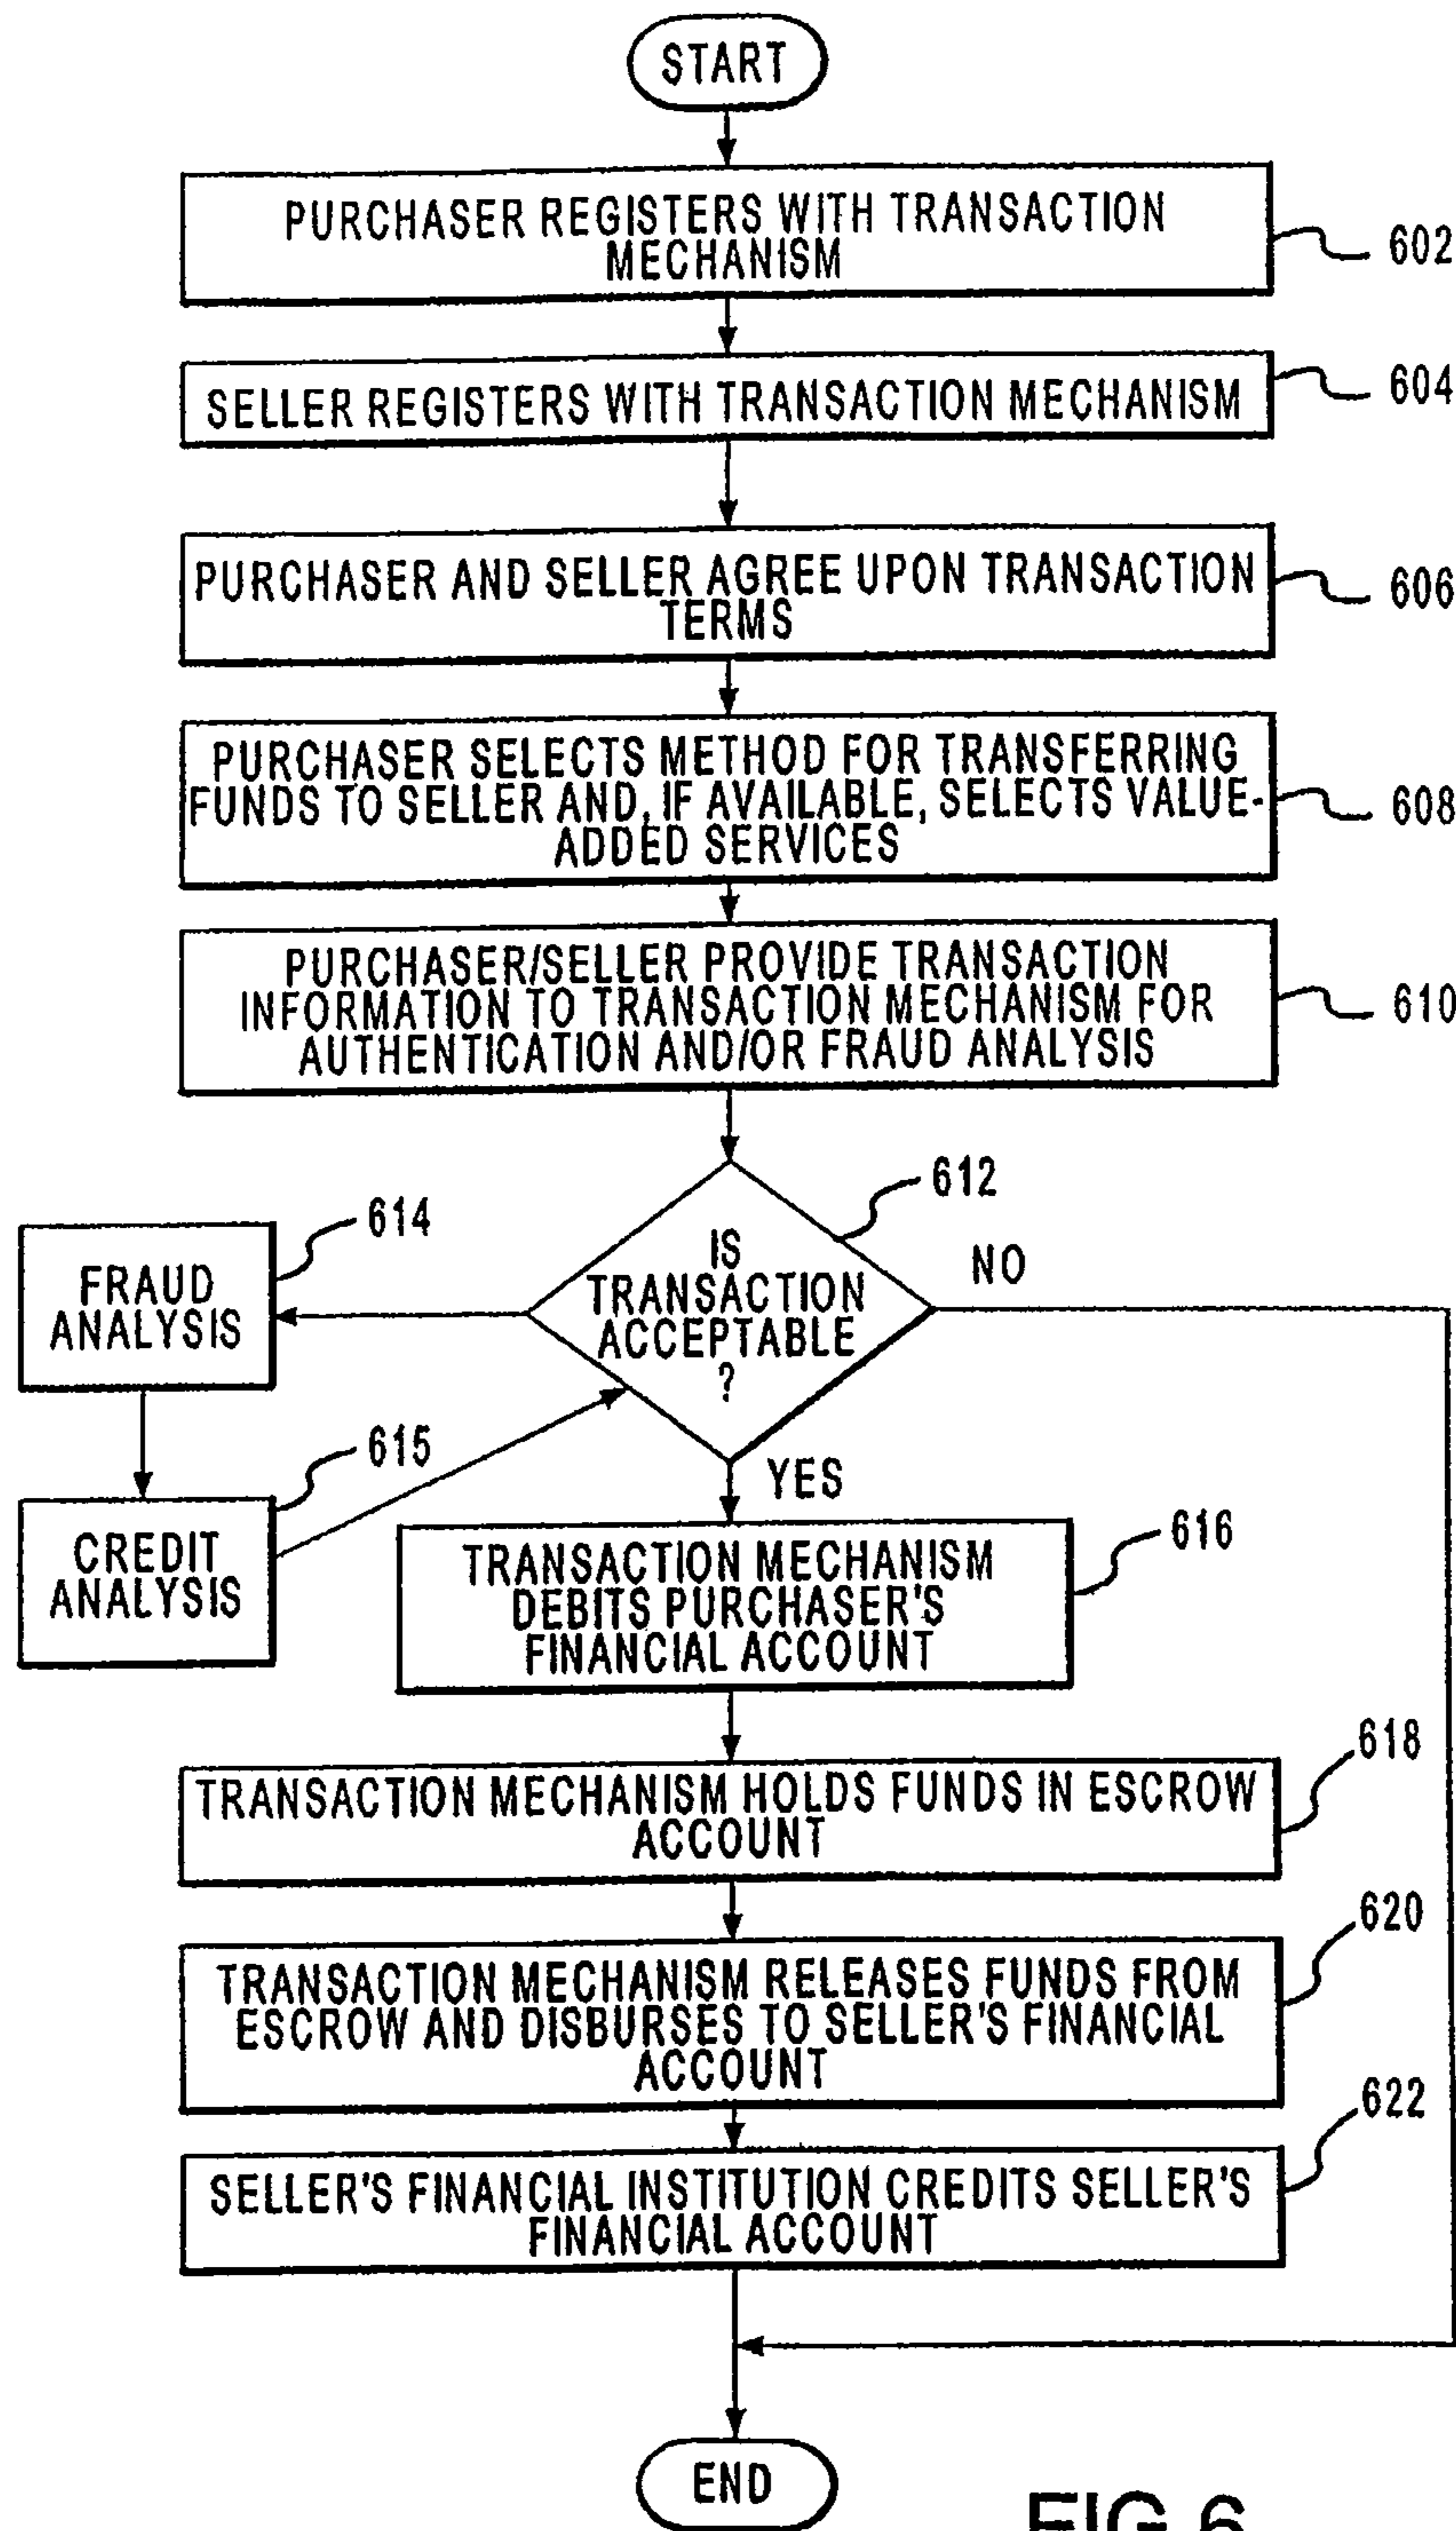 START
PURCHASER REGISTERS WITH TRANSACTION
MECHANISM
602
SELLER REGISTERS WITH TRANSACTION MECHANISM
604
PURCHASER AND SELLER AGREE UPON TRANSACTION
TERMS
606
PURCHASER SELECTS METHOD FOR TRANSFERRING
FUNDS TO SELLER AND, IF AVAILABLE, SELECTS VALUE-
ADDED SERVICES
608
PURCHASER/SELLER PROVIDE TRANSACTION
INFORMATION TO TRANSACTION MECHANISM FOR
AUTHENTICATION AND/OR FRAUD ANALYSIS
610
612
IS
TRANSACTION
ACCEPTABLE
?
NO
614
FRAUD
ANALYSIS
615
CREDIT
ANALYSIS
YES
616
TRANSACTION MECHANISM
DEBITS PURCHASER'S
FINANCIAL ACCOUNT
618
TRANSACTION MECHANISM HOLDS FUNDS IN ESCROW
ACCOUNT
620
TRANSACTION MECHANISM RELEASES FUNDS FROM
ESCROW AND DISBURSES TO SELLER'S FINANCIAL
ACCOUNT
622
SELLER'S FINANCIAL INSTITUTION CREDITS SELLER'S
FINANCIAL ACCOUNT
END
FIG.6